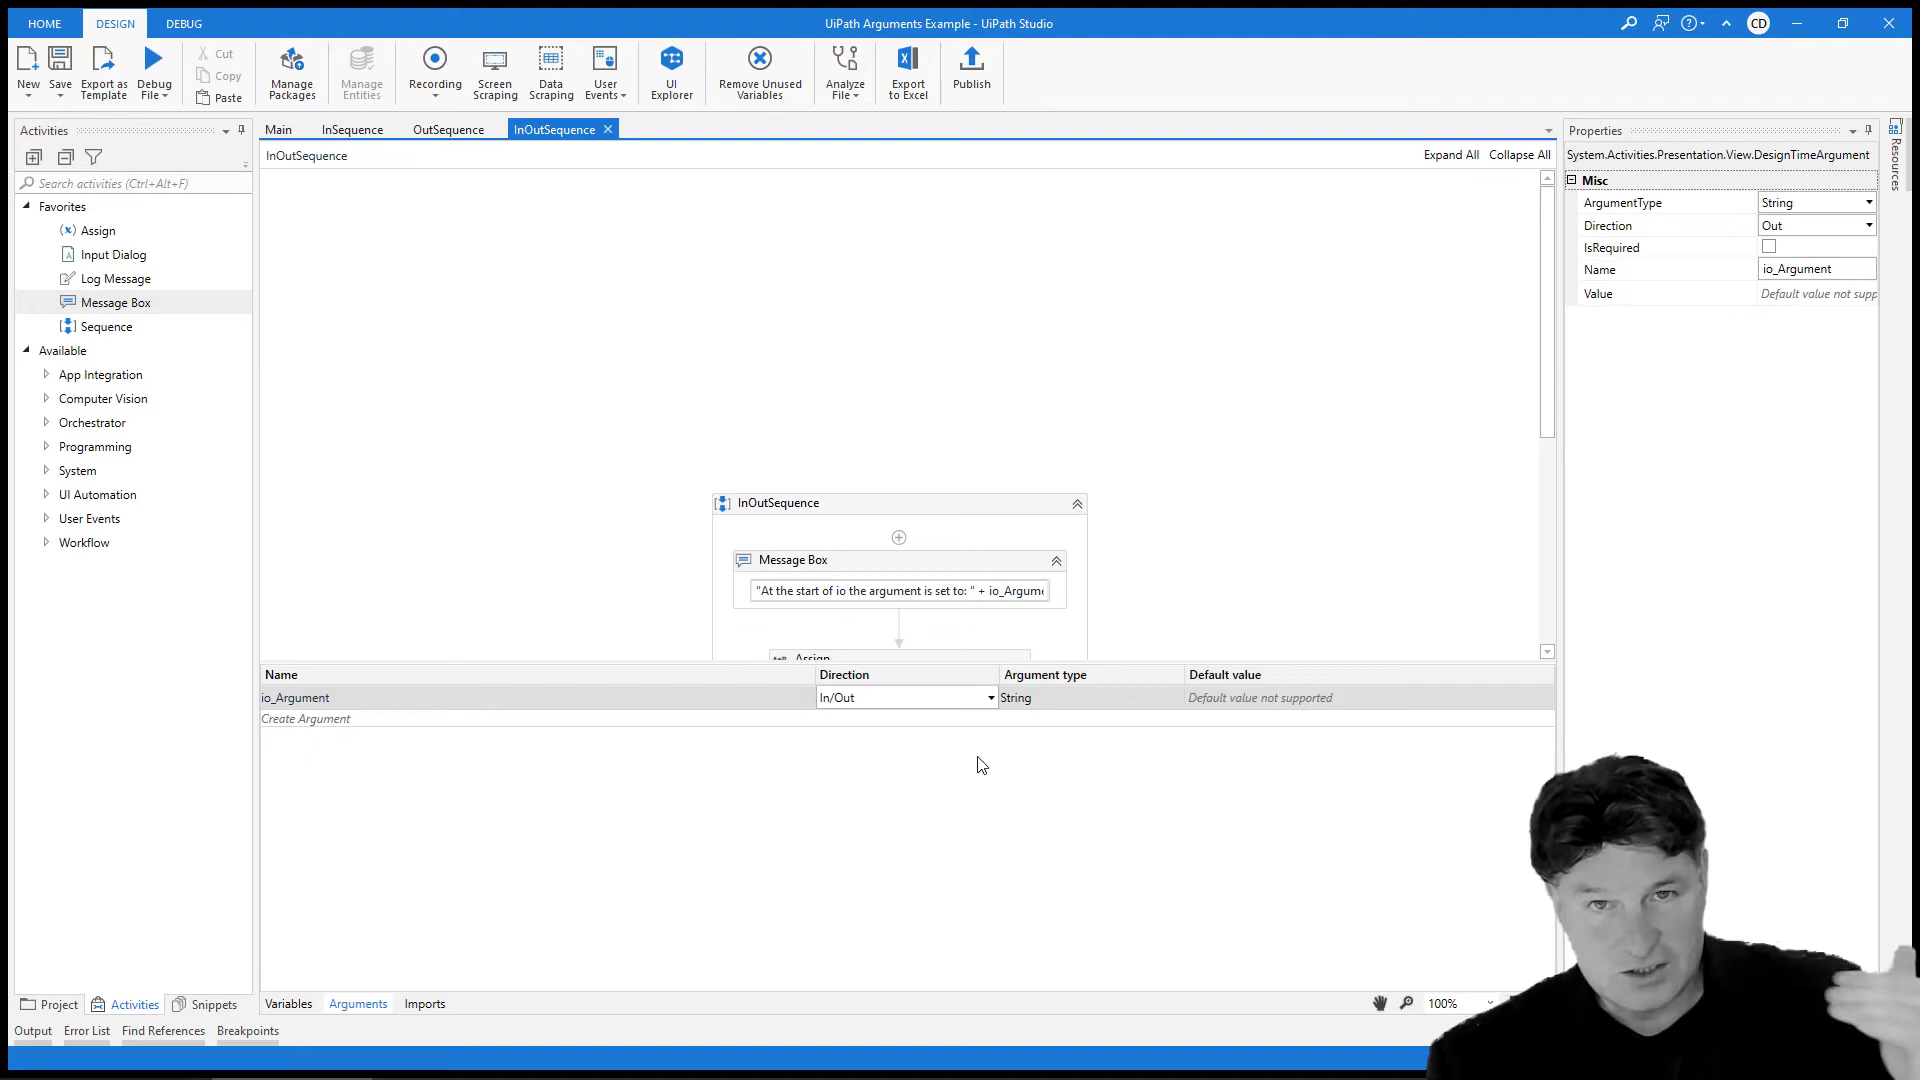 HOME DESIGN DEBUG UiPath Arguments Example - UiPath Studio CD
New Save Export as Template Debug File Cut Copy Paste Manage Packages Manage Entities Recording Screen Scraping Data Scraping User Events UI Explorer Remove Unused Variables Analyze File Export to Excel Publish
Activities
Search activities (Ctrl+Alt+F)
Favorites
Assign
Input Dialog
Log Message
Message Box
Sequence
Available
App Integration
Computer Vision
Orchestrator
Programming
System
UI Automation
User Events
Workflow
Project Activities Snippets
Main InSequence OutSequence InOutSequence
InOutSequence Expand All Collapse All
InOutSequence
Message Box
"At the start of io the argument is set to: " + io_Argume
Assign
Name Direction Argument type Default value
io_Argument In/Out String Default value not supported
Create Argument
Variables Arguments Imports 100%
Properties
System.Activities.Presentation.View.DesignTimeArgument
Misc
ArgumentType String
Direction Out
IsRequired
Name io_Argument
Value Default value not supp
Resources
Output Error List Find References Breakpoints